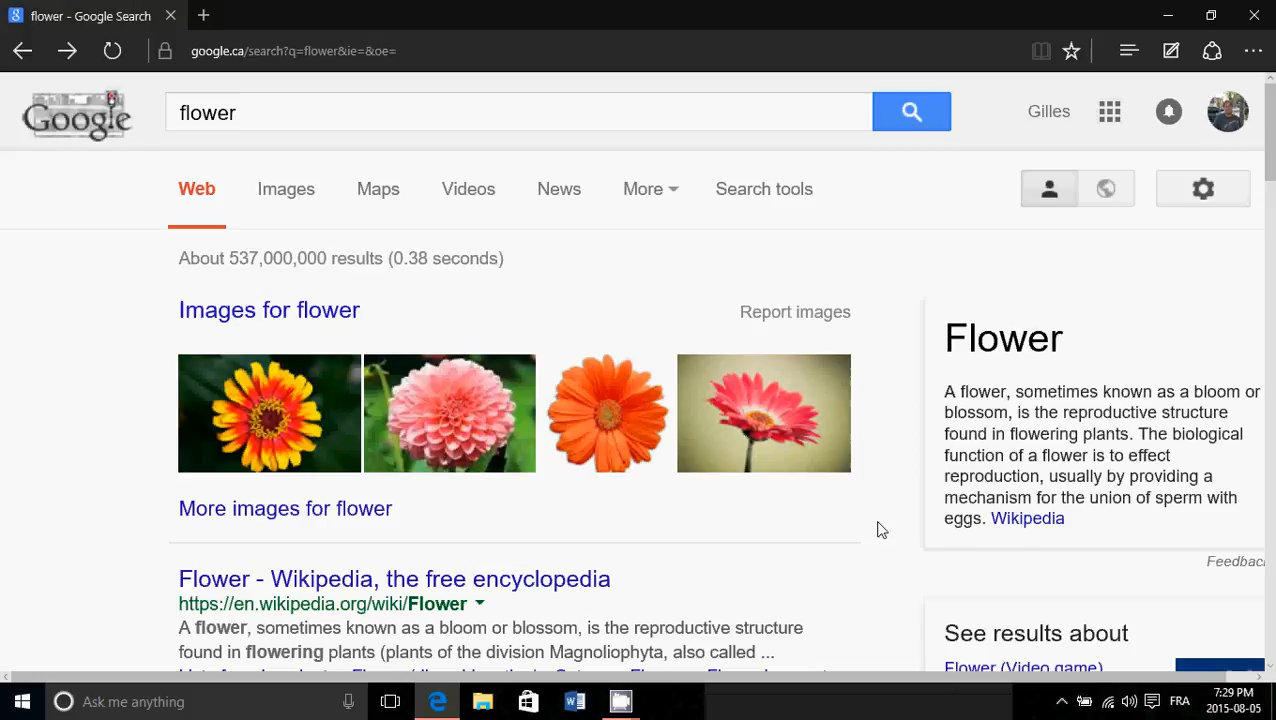 flower - Google Search
google.ca/search?q=flower&ie=&oe=
Google
flower
Gilles
Web Images Maps Videos News More Search tools
About 537,000,000 results (0.38 seconds)
Images for flower
Report images
More images for flower
Flower - Wikipedia, the free encyclopedia
https://en.wikipedia.org/wiki/Flower
A flower, sometimes known as a bloom or blossom, is the reproductive structure
found in flowering plants (plants of the division Magnoliophyta, also called ...
Flower
A flower, sometimes known as a bloom or
blossom, is the reproductive structure
found in flowering plants. The biological
function of a flower is to effect
reproduction, usually by providing a
mechanism for the union of sperm with
eggs. Wikipedia
Feedbac
See results about
Flower (Video game)
Ask me anything
FRA
7:29 PM
2015-08-05